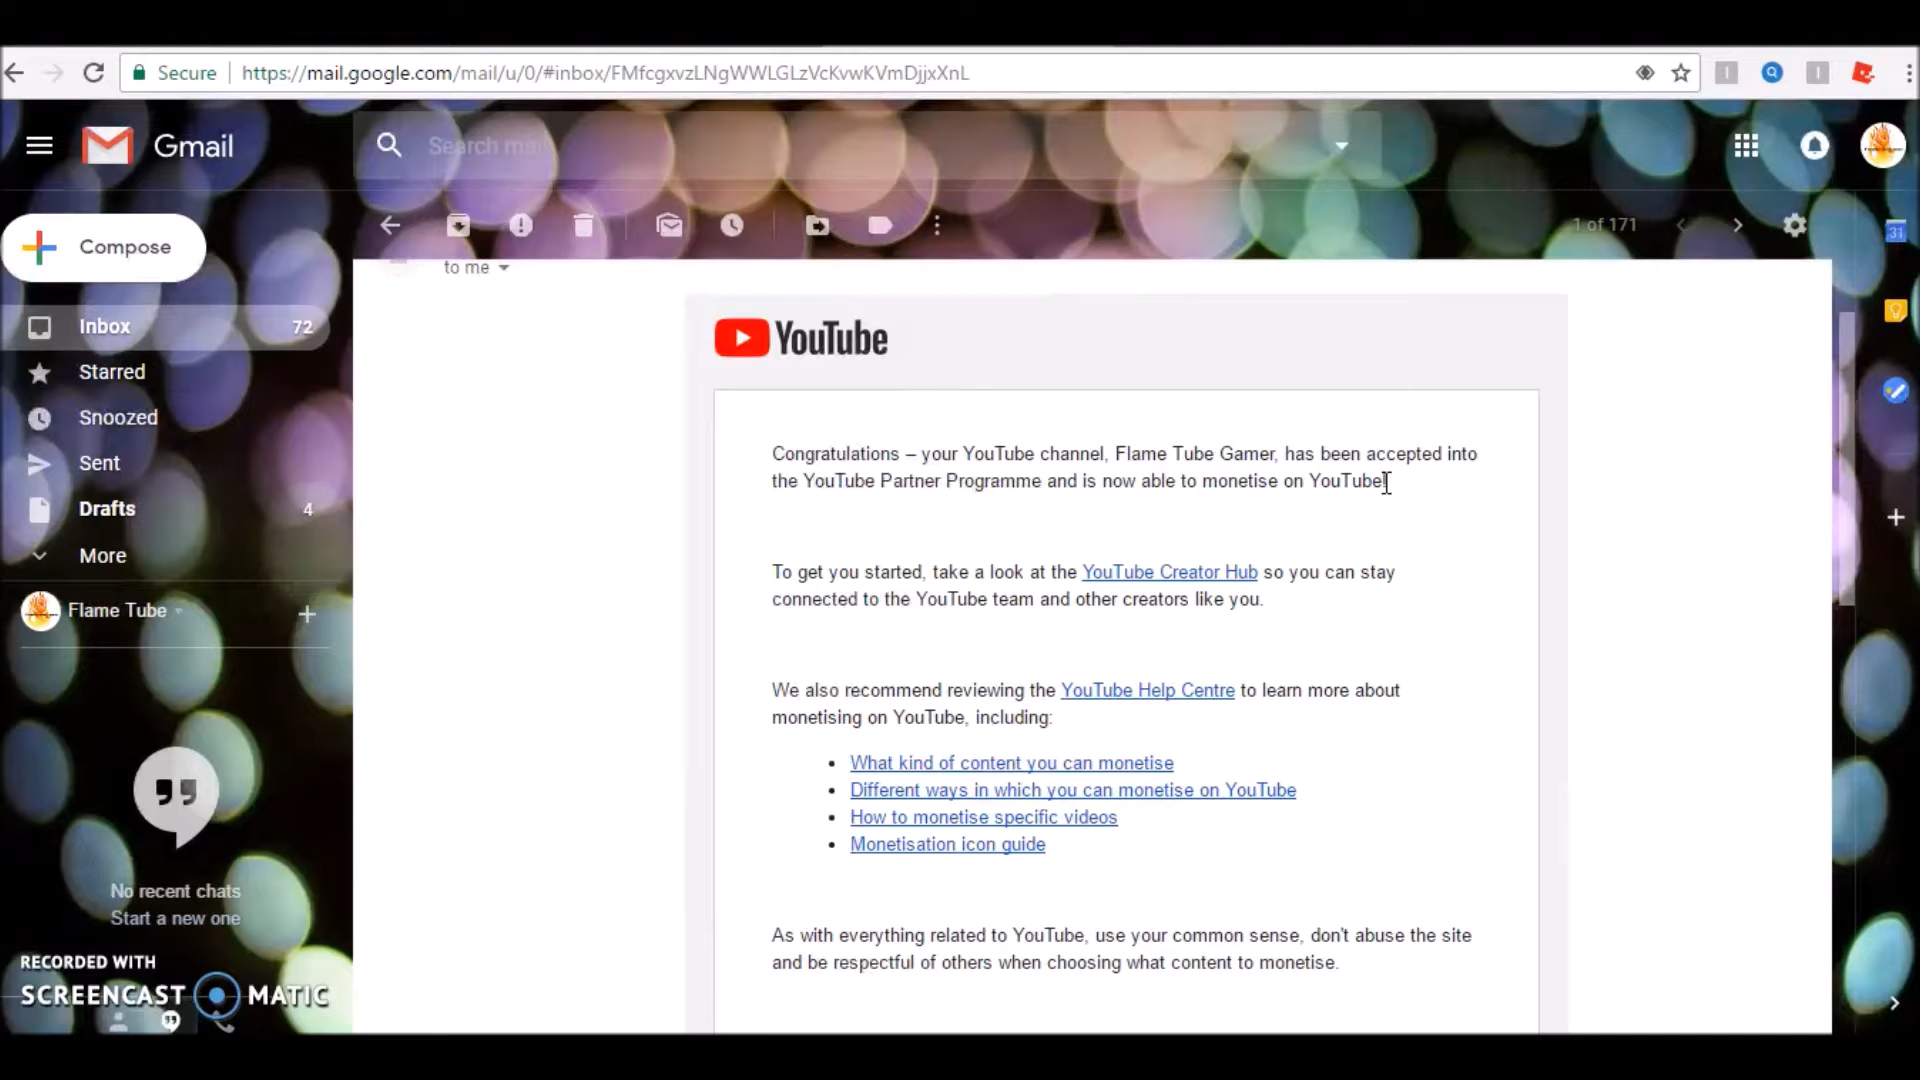 Secure https://mail.google.com/mail/u/0/#inbox/FMfcgxvzLNgWWLGLzVcKvwKVmDjjxXnL
Gmail
Search mail
Compose
1 of 171
31
to me
Inbox 72
Starred
Snoozed
Sent
Drafts 4
More
Flame Tube
No recent chats
Start a new one
YouTube
Congratulations – your YouTube channel, Flame Tube Gamer, has been accepted into
the YouTube Partner Programme and is now able to monetise on YouTube!
To get you started, take a look at the YouTube Creator Hub so you can stay
connected to the YouTube team and other creators like you.
We also recommend reviewing the YouTube Help Centre to learn more about
monetising on YouTube, including:
• What kind of content you can monetise
• Different ways in which you can monetise on YouTube
• How to monetise specific videos
• Monetisation icon guide
As with everything related to YouTube, use your common sense, don't abuse the site
and be respectful of others when choosing what content to monetise.
RECORDED WITH
SCREENCAST MATIC